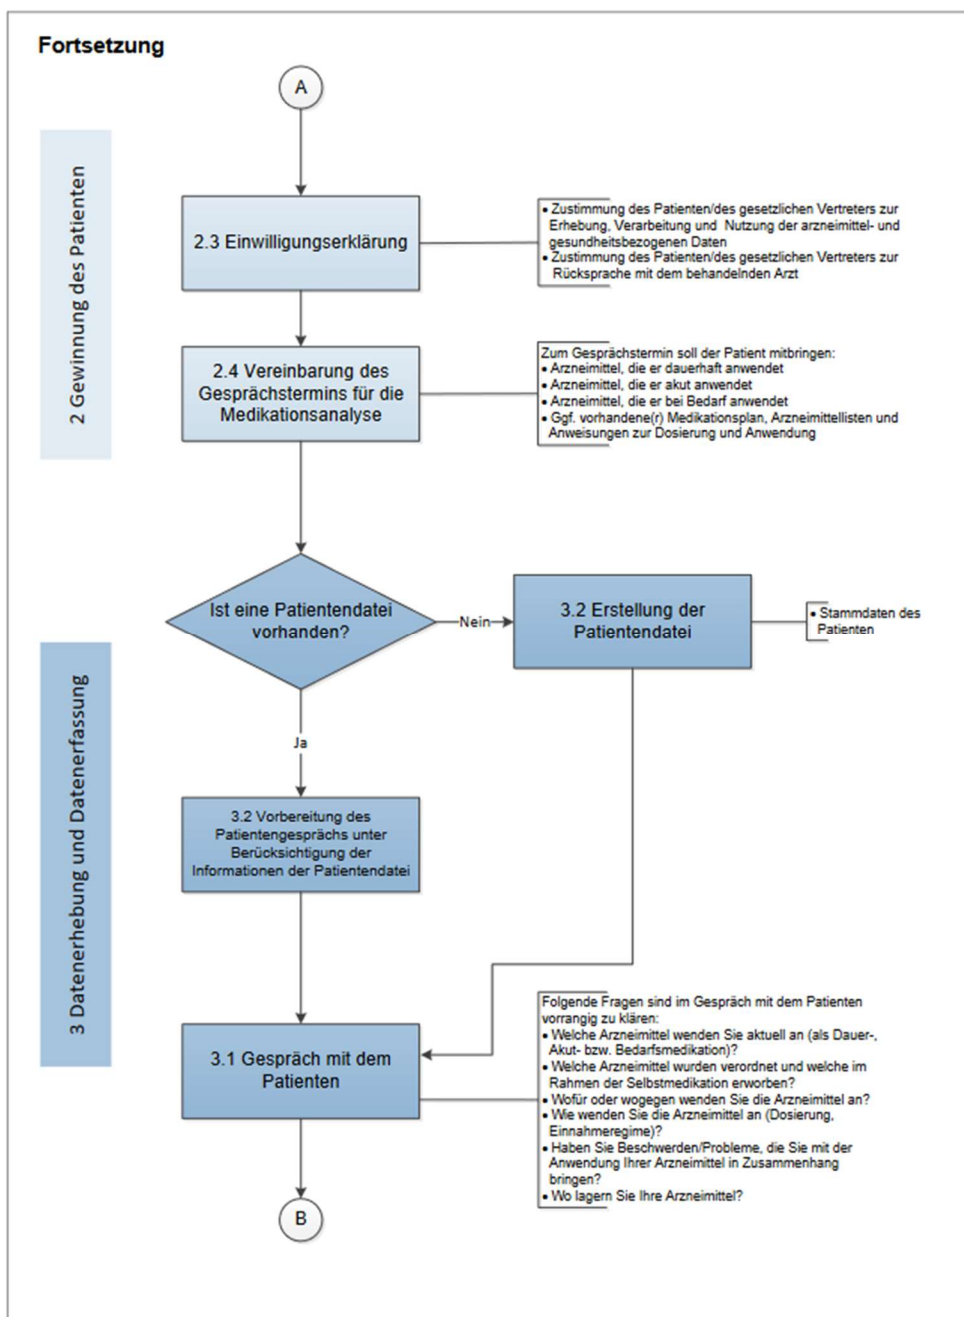 Fortsetzung
A
2 Gewinnung des Patienten
2.3 Einwilligungserklärung
• Zustimmung des Patienten/des gesetzlichen Vertreters zur
Erhebung, Verarbeitung und Nutzung der arzneimittel- und
gesundheitsbezogenen Daten
• Zustimmung des Patienten/des gesetzlichen Vertreters zur
Rücksprache mit dem behandelnden Arzt
2.4 Vereinbarung des
Gesprächstermins für die
Medikationsanalyse
Zum Gesprächstermin soll der Patient mitbringen:
• Arzneimittel, die er dauerhaft anwendet
• Arzneimittel, die er akut anwendet
• Arzneimittel, die er bei Bedarf anwendet
• Ggf. vorhandene(r) Medikationsplan, Arzneimittellisten und
Anweisungen zur Dosierung und Anwendung
3 Datenerhebung und Datenerfassung
Ist eine Patientendatei
vorhanden?
Nein
3.2 Erstellung der
Patientendatei
• Stammdaten des
Patienten
Ja
3.2 Vorbereitung des
Patientengesprächs unter
Berücksichtigung der
Informationen der Patientendatei
3.1 Gespräch mit dem
Patienten
Folgende Fragen sind im Gespräch mit dem Patienten
vorrangig zu klären:
• Welche Arzneimittel wenden Sie aktuell an (als Dauer-,
Akut- bzw. Bedarfsmedikation)?
• Welche Arzneimittel wurden verordnet und welche im
Rahmen der Selbstmedikation erworben?
• Wofür oder wogegen wenden Sie die Arzneimittel an?
• Wie wenden Sie die Arzneimittel an (Dosierung,
Einnahmeregime)?
• Haben Sie Beschwerden/Probleme, die Sie mit der
Anwendung Ihrer Arzneimittel in Zusammenhang
bringen?
• Wo lagern Sie Ihre Arzneimittel?
B